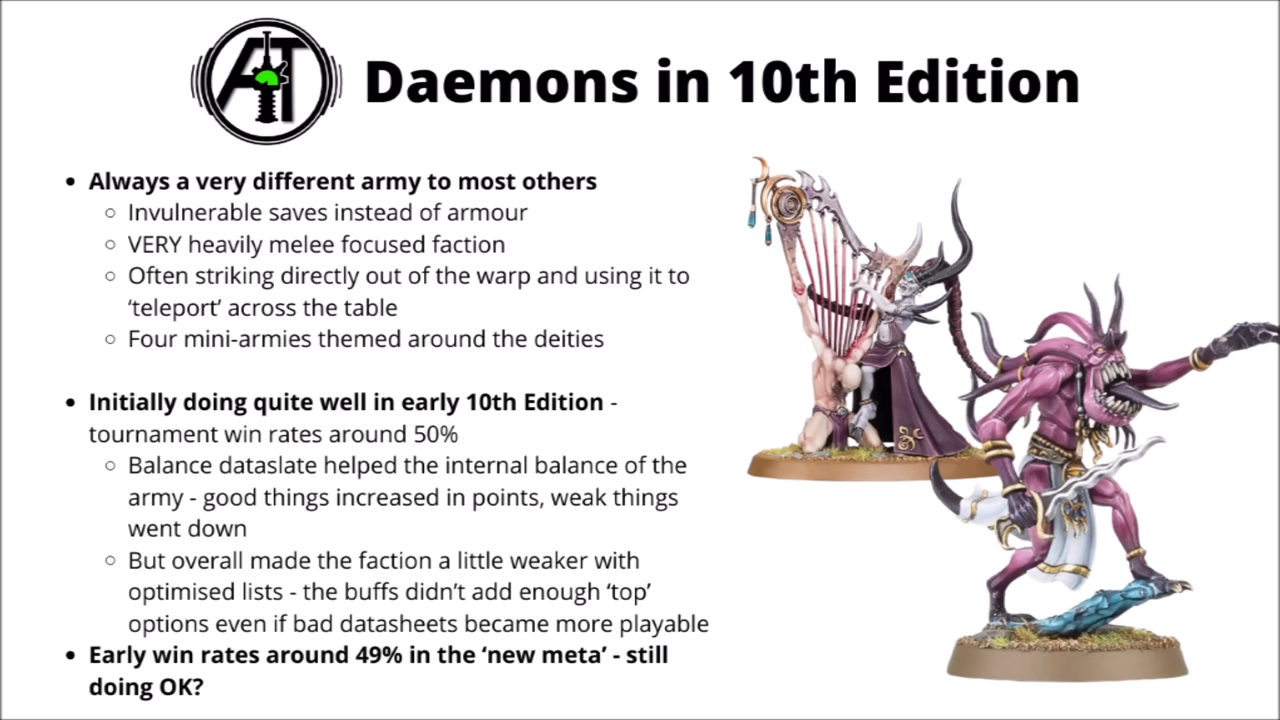 AT
Daemons in 10th Edition
• Always a very different army to most others
○ Invulnerable saves instead of armour
○ VERY heavily melee focused faction
○ Often striking directly out of the warp and using it to
‘teleport’ across the table
○ Four mini-armies themed around the deities
• Initially doing quite well in early 10th Edition -
tournament win rates around 50%
○ Balance dataslate helped the internal balance of the
army - good things increased in points, weak things
went down
○ But overall made the faction a little weaker with
optimised lists - the buffs didn’t add enough ‘top’
options even if bad datasheets became more playable
• Early win rates around 49% in the ‘new meta’ - still
doing OK?